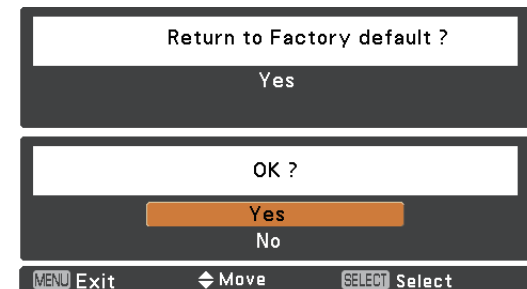 Return to Factory default ?
Yes
OK ?
Yes
No
MENU Exit Move SELECT Select